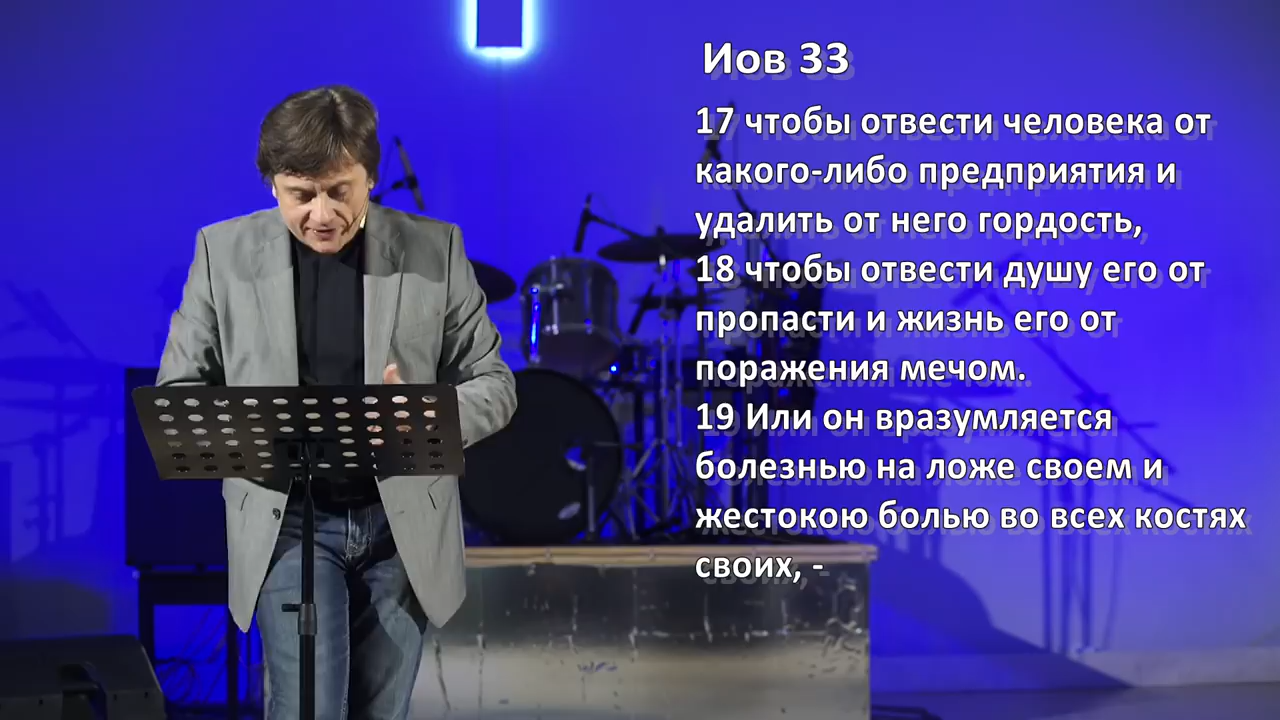 Иов 33
17 чтобы отвести человека от
какого-либо предприятия и
удалить от него гордость,
18 чтобы отвести душу его от
пропасти и жизнь его от
поражения мечом.
19 Или он вразумляется
болезнью на ложе своем и
жестокою болью во всех костях
своих, -